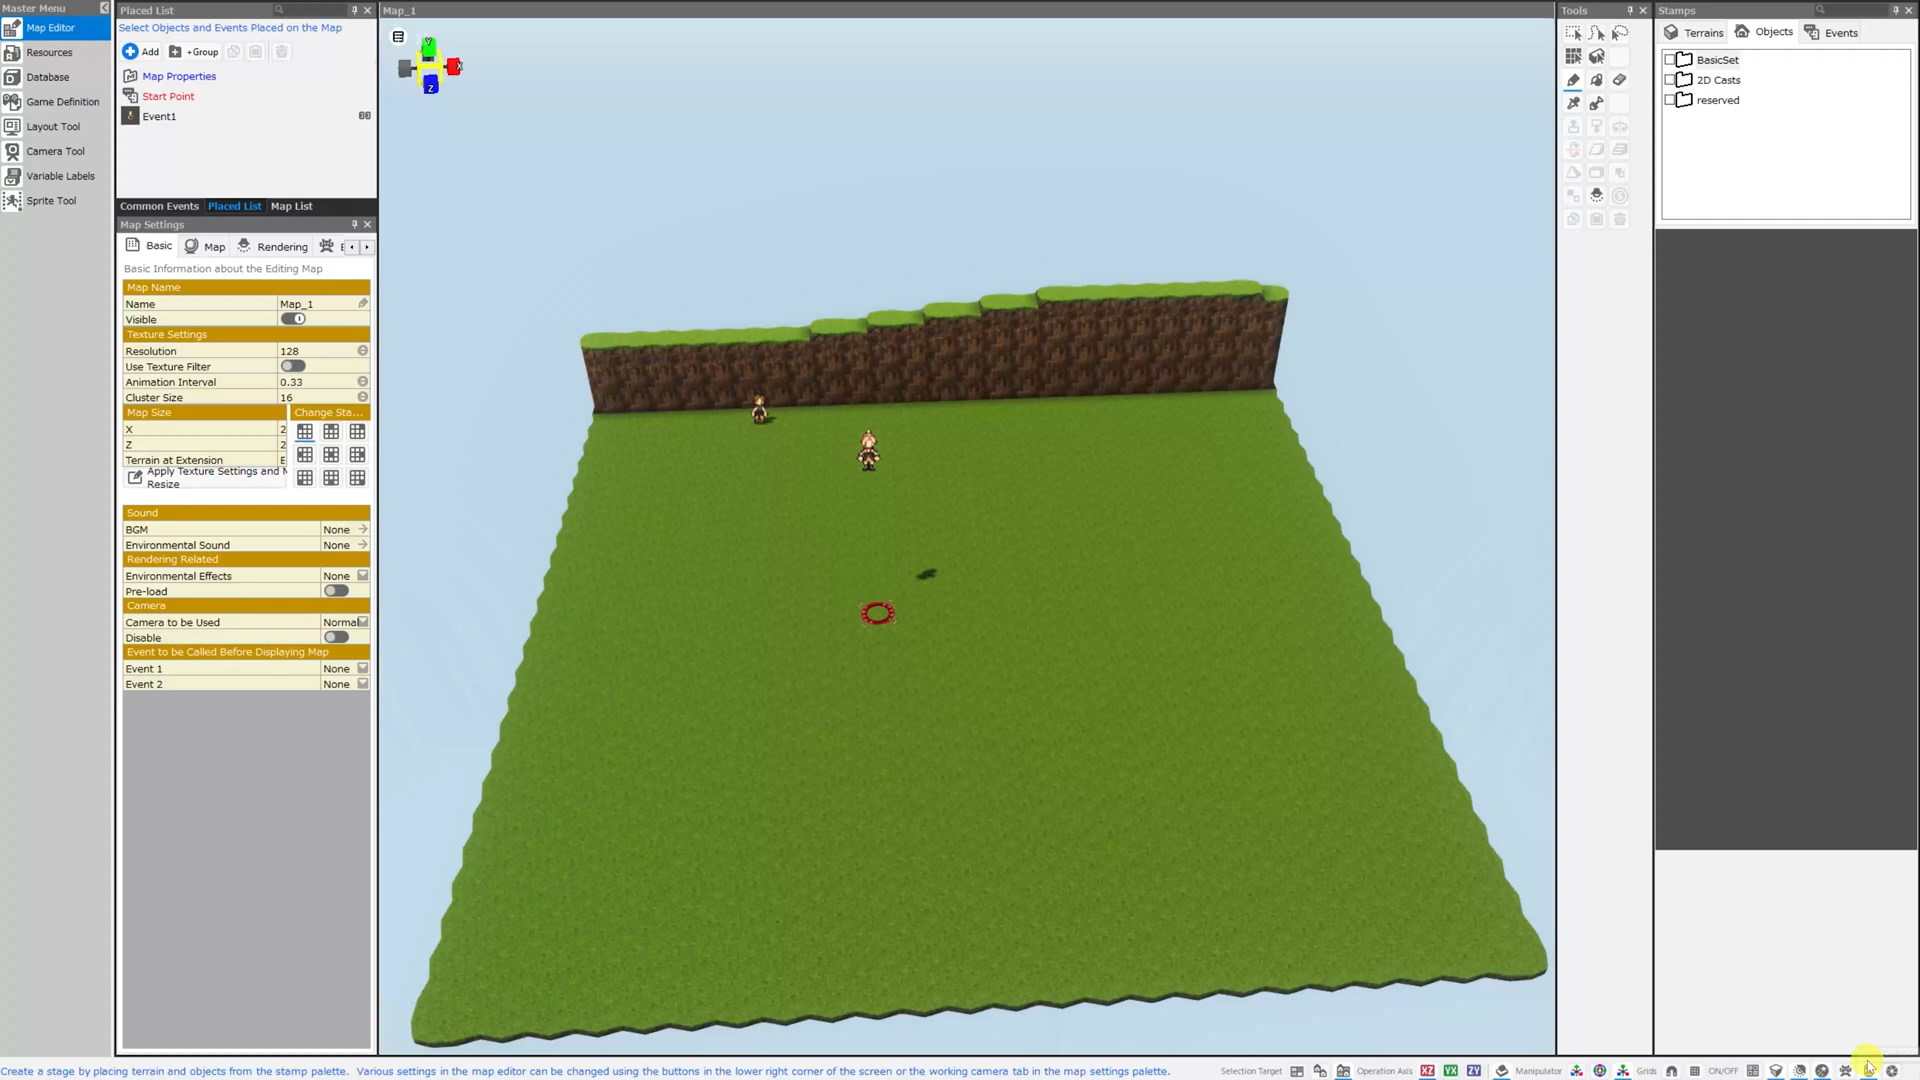 Master Menu
Map Editor
Resources
Database
Game Definition
Layout Tool
Camera Tool
Variable Labels
Sprite Tool
Placed List
Select Objects and Events Placed on the Map
Add
+Group
Map Properties
Start Point
Event1
Common Events Placed List Map List
Map Settings
Basic Map Rendering E
Basic Information about the Editing Map
Map Name
Name Map_1
Visible
Texture Settings
Resolution 128
Use Texture Filter
Animation Interval 0.33
Cluster Size 16
Map Size Change Sta...
X 2
Z 2
Terrain at Extension E
Apply Texture Settings and M
Resize
Sound
BGM None
Environmental Sound None
Rendering Related
Environmental Effects None
Pre-load
Camera
Camera to be Used Normal
Disable
Event to be Called Before Displaying Map
Event 1 None
Event 2 None
Map_1
Y
X
Z
Tools
Stamps
Terrains Objects Events
BasicSet
2D Casts
reserved
Create a stage by placing terrain and objects from the stamp palette. Various settings in the map editor can be changed using the buttons in the lower right corner of the screen or the working camera tab in the map settings palette.
Selection Target Operation Axis XZ YX ZY Manipulator Grids ON/OFF